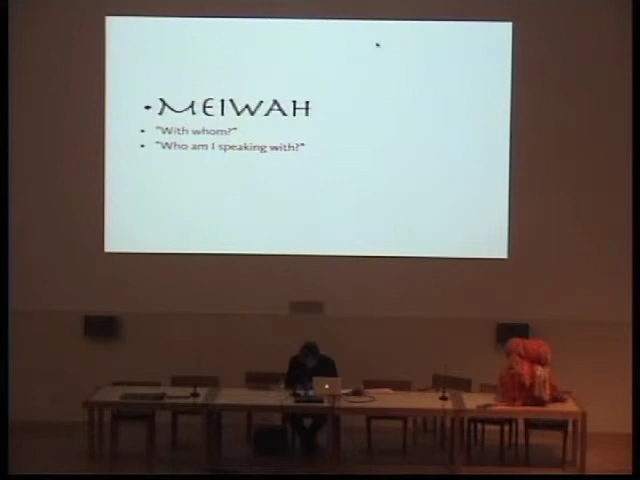 • MEIWAH
• "With whom?"
• "Who am I speaking with?"